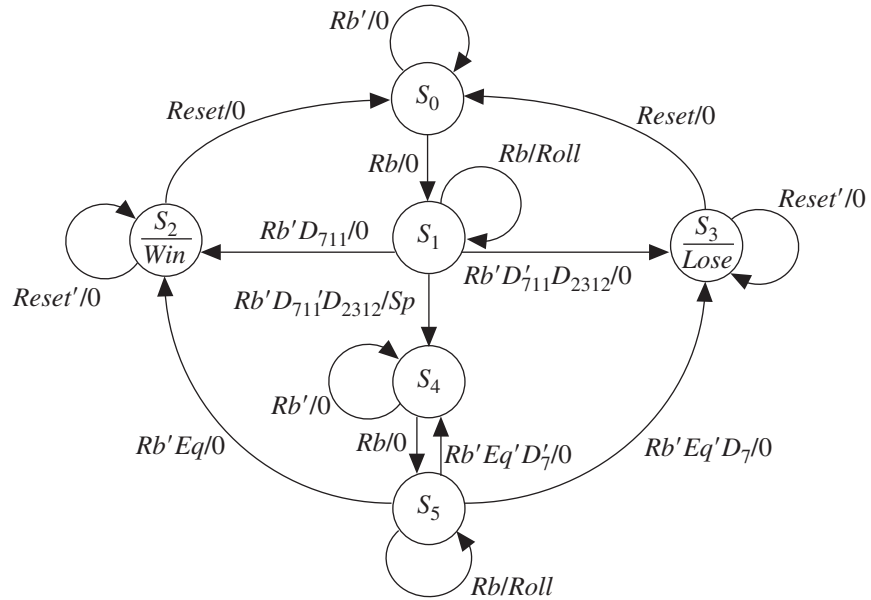 Rb′/0
S0
Reset/0
Reset/0
Rb/0
Rb/Roll
Reset′/0
S2
Win
Rb′D711/0
S1
S3
Lose
Rb′D′711D2312/0
Reset′/0
Rb′D711′D2312/Sp
S4
Rb′/0
Rb/0
Rb′Eq′D7′/0
Rb′Eq/0
Rb′Eq′D7/0
S5
Rb/Roll